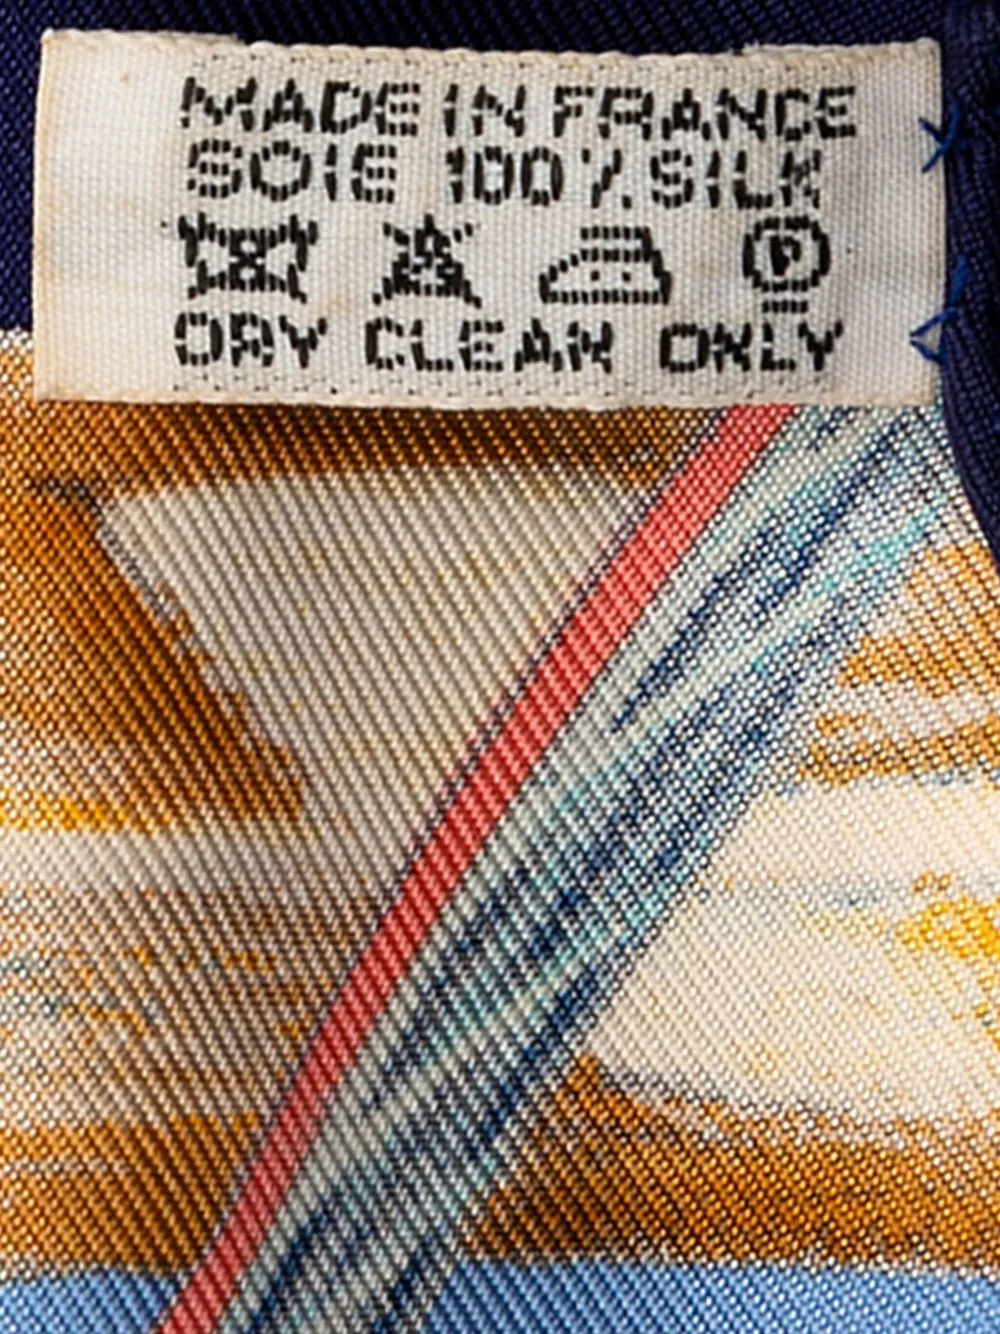 MADE IN FRANCE
SOIE 100% SILK
P
DRY CLEAN ONLY